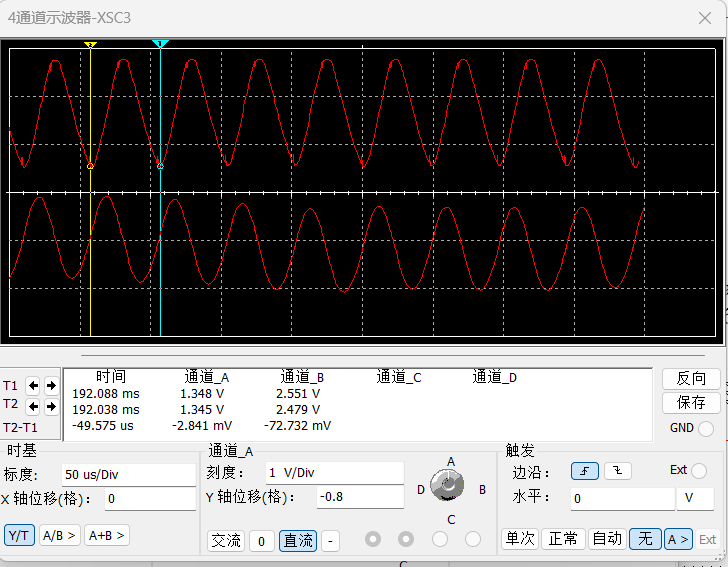 4通道示波器-XSC3
2
1
时间 通道_A 通道_B 通道_C 通道_D
T1 192.088 ms 1.348 V 2.551 V
T2 192.038 ms 1.345 V 2.479 V
T2-T1 -49.575 us -2.841 mV -72.732 mV
反向
保存
GND
时基
标度: 50 us/Div
X 轴位移(格): 0
Y/T A/B > A+B >
通道_A
刻度: 1 V/Div
Y 轴位移(格): -0.8
交流 0 直流 -
A
D B
C
触发
边沿: Ext
水平: 0 V
单次 正常 自动 无 A > Ext